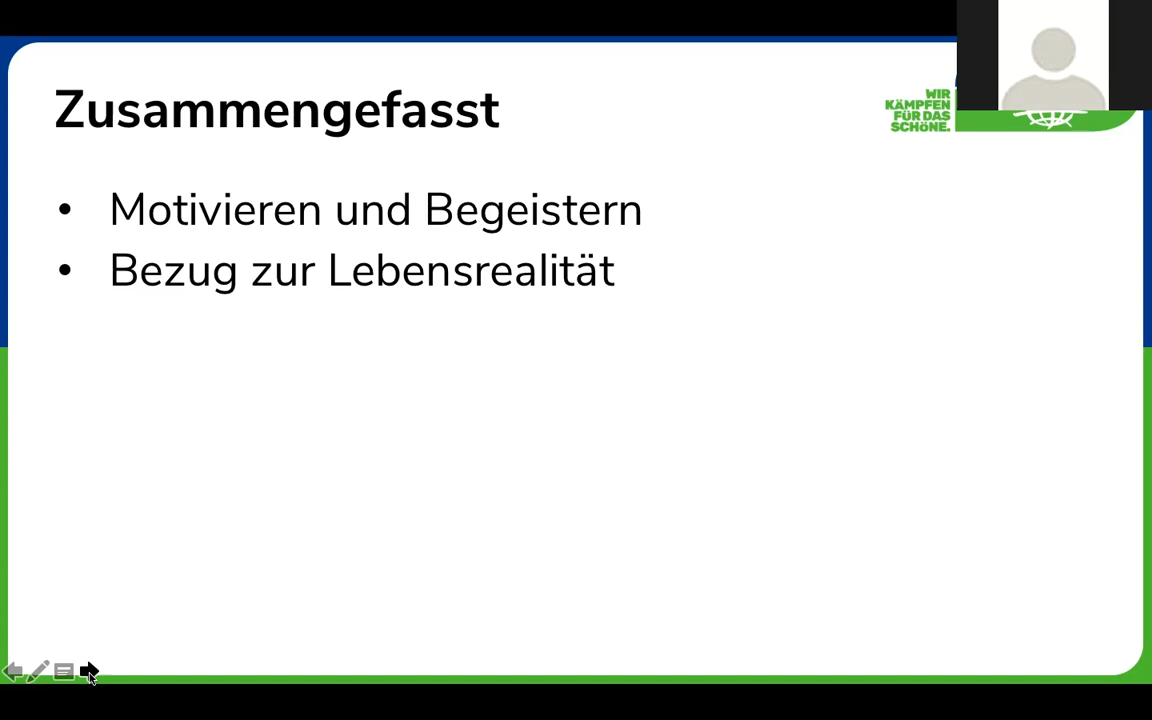 Zusammengefasst
WIR
KÄMPFEN
FÜR DAS
SCHÖNE.
• Motivieren und Begeistern
• Bezug zur Lebensrealität